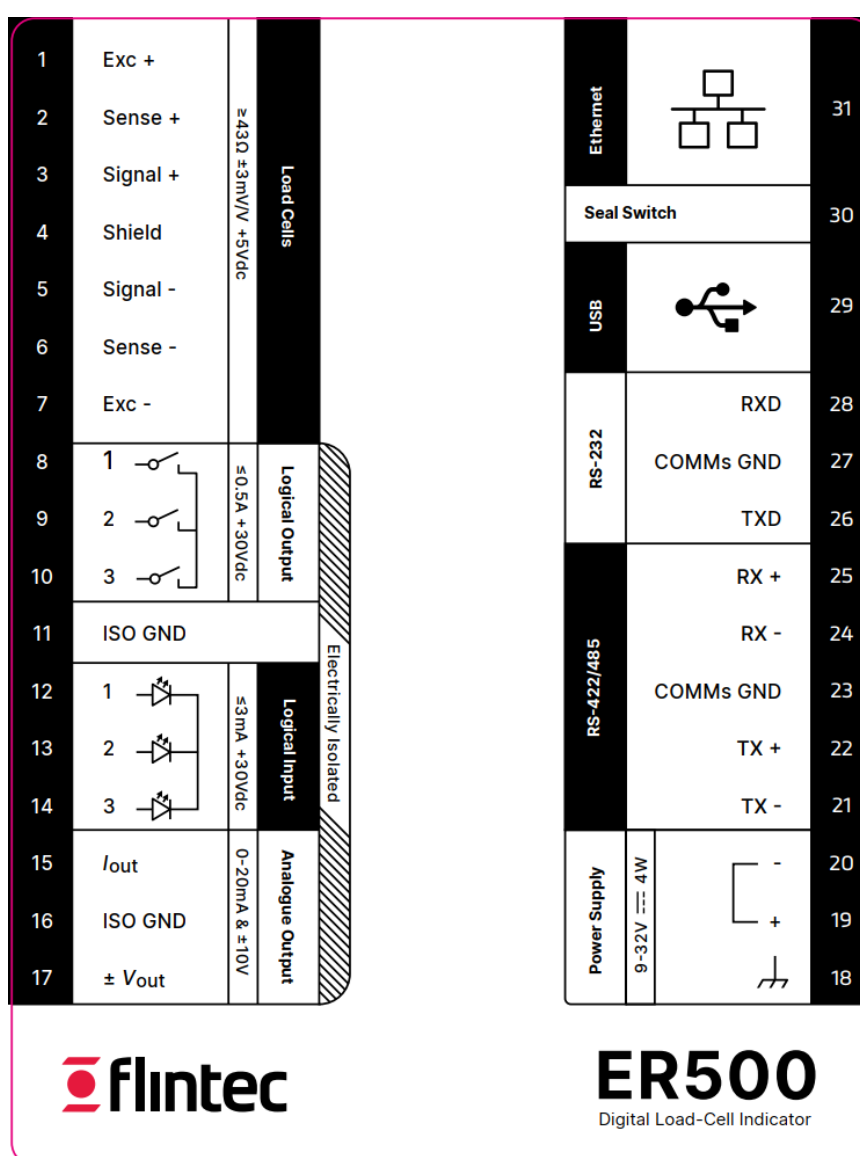 1 Exc +
2 Sense +
3 Signal +
4 Shield
5 Signal -
6 Sense -
7 Exc -
≥43Ω ±3mV/V +5Vdc
Load Cells
8 1
9 2
10 3
≤0.5A +30Vdc
Logical Output
11 ISO GND
12 1
13 2
14 3
≤3mA +30Vdc
Logical Input
Electrically Isolated
15 Iout
16 ISO GND
17 ± Vout
0-20mA & ±10V
Analogue Output
Ethernet
31
Seal Switch 30
USB
29
RS-232
RXD 28
COMMs GND 27
TXD 26
RS-422/485
RX + 25
RX - 24
COMMs GND 23
TX + 22
TX - 21
Power Supply
9-32V ⎓ 4W
- 20
+ 19
18
flintec
ER500
Digital Load-Cell Indicator